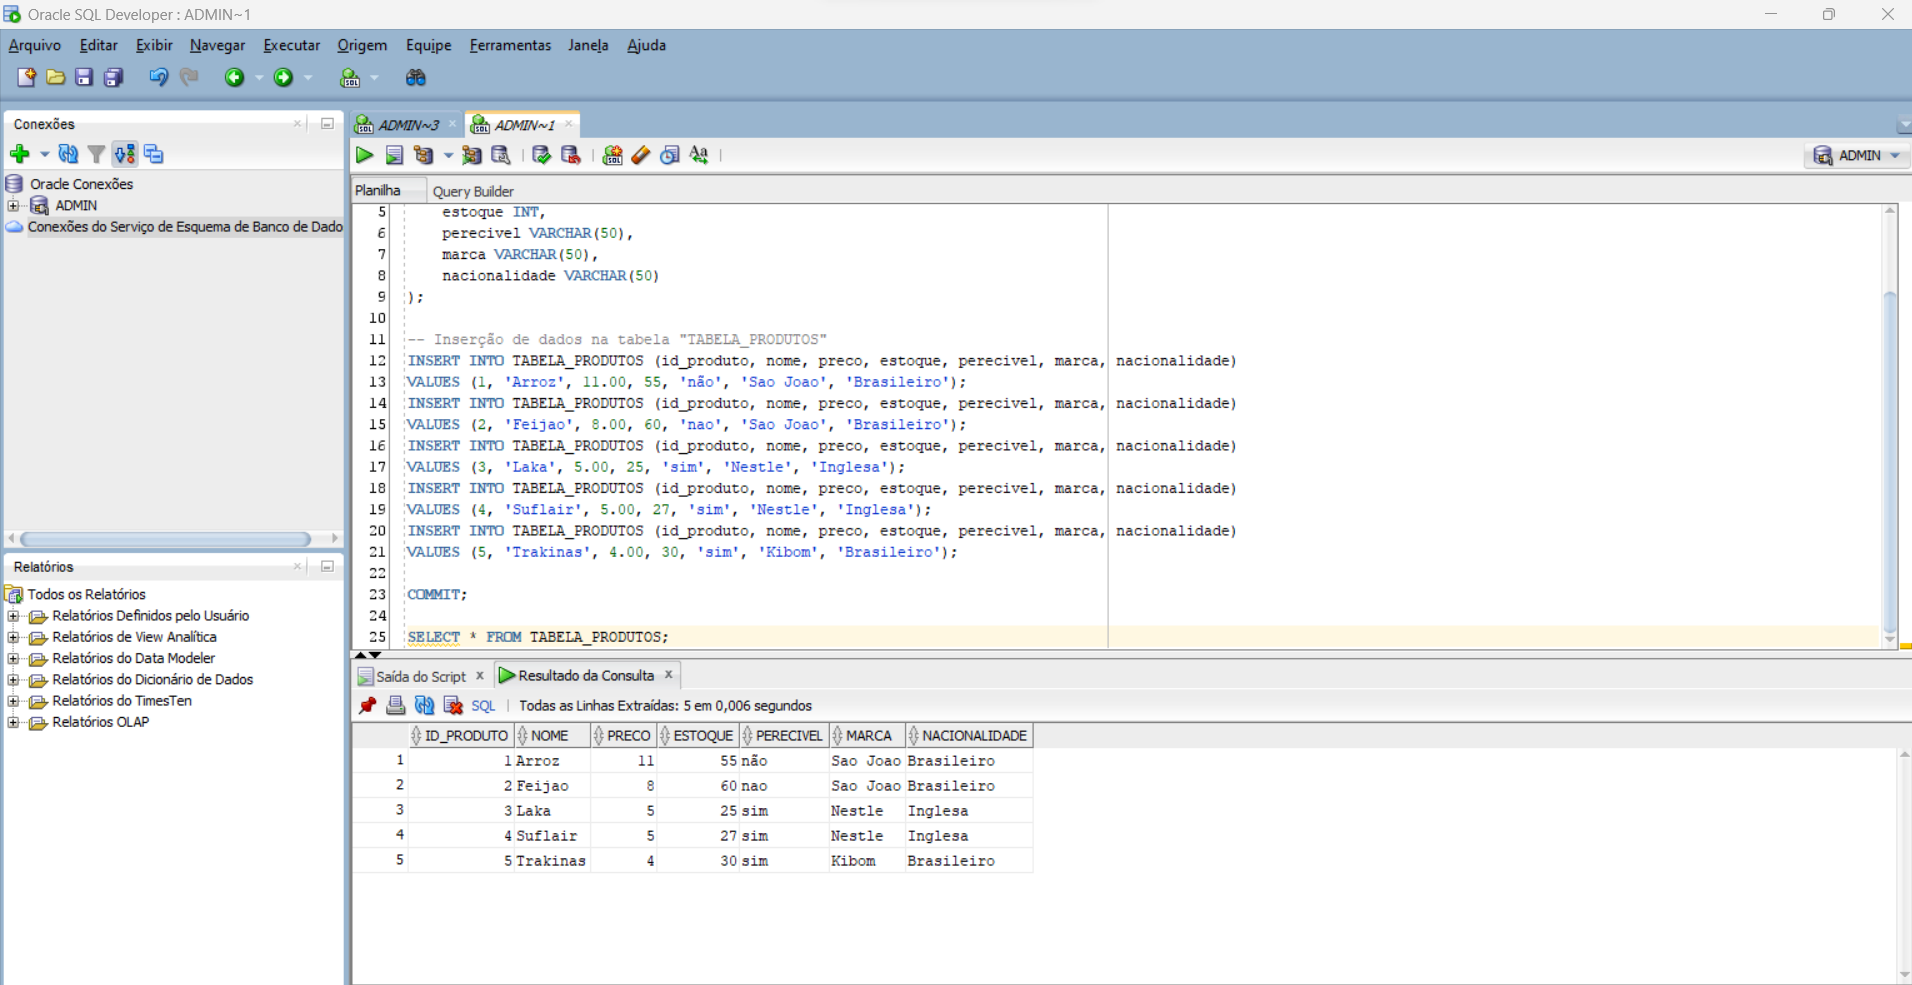 Oracle SQL Developer : ADMIN~1
Arquivo Editar Exibir Navegar Executar Origem Equipe Ferramentas Janela Ajuda
Conexões
Oracle Conexões
ADMIN
Conexões do Serviço de Esquema de Banco de Dado
Relatórios
Todos os Relatórios
Relatórios Definidos pelo Usuário
Relatórios de View Analítica
Relatórios do Data Modeler
Relatórios do Dicionário de Dados
Relatórios do TimesTen
Relatórios OLAP
ADMIN~3 ADMIN~1
ADMIN
Planilha Query Builder
5 estoque INT,
6 perecivel VARCHAR(50),
7 marca VARCHAR(50),
8 nacionalidade VARCHAR(50)
9 );
10
11 -- Inserção de dados na tabela "TABELA_PRODUTOS"
12 INSERT INTO TABELA_PRODUTOS (id_produto, nome, preco, estoque, perecivel, marca, nacionalidade)
13 VALUES (1, 'Arroz', 11.00, 55, 'não', 'Sao Joao', 'Brasileiro');
14 INSERT INTO TABELA_PRODUTOS (id_produto, nome, preco, estoque, perecivel, marca, nacionalidade)
15 VALUES (2, 'Feijao', 8.00, 60, 'nao', 'Sao Joao', 'Brasileiro');
16 INSERT INTO TABELA_PRODUTOS (id_produto, nome, preco, estoque, perecivel, marca, nacionalidade)
17 VALUES (3, 'Laka', 5.00, 25, 'sim', 'Nestle', 'Inglesa');
18 INSERT INTO TABELA_PRODUTOS (id_produto, nome, preco, estoque, perecivel, marca, nacionalidade)
19 VALUES (4, 'Suflair', 5.00, 27, 'sim', 'Nestle', 'Inglesa');
20 INSERT INTO TABELA_PRODUTOS (id_produto, nome, preco, estoque, perecivel, marca, nacionalidade)
21 VALUES (5, 'Trakinas', 4.00, 30, 'sim', 'Kibom', 'Brasileiro');
22
23 COMMIT;
24
25 SELECT * FROM TABELA_PRODUTOS;
Saída do Script Resultado da Consulta
SQL Todas as Linhas Extraídas: 5 em 0,006 segundos
ID_PRODUTO NOME PRECO ESTOQUE PERECIVEL MARCA NACIONALIDADE
1 1 Arroz 11 55 não Sao Joao Brasileiro
2 2 Feijao 8 60 nao Sao Joao Brasileiro
3 3 Laka 5 25 sim Nestle Inglesa
4 4 Suflair 5 27 sim Nestle Inglesa
5 5 Trakinas 4 30 sim Kibom Brasileiro